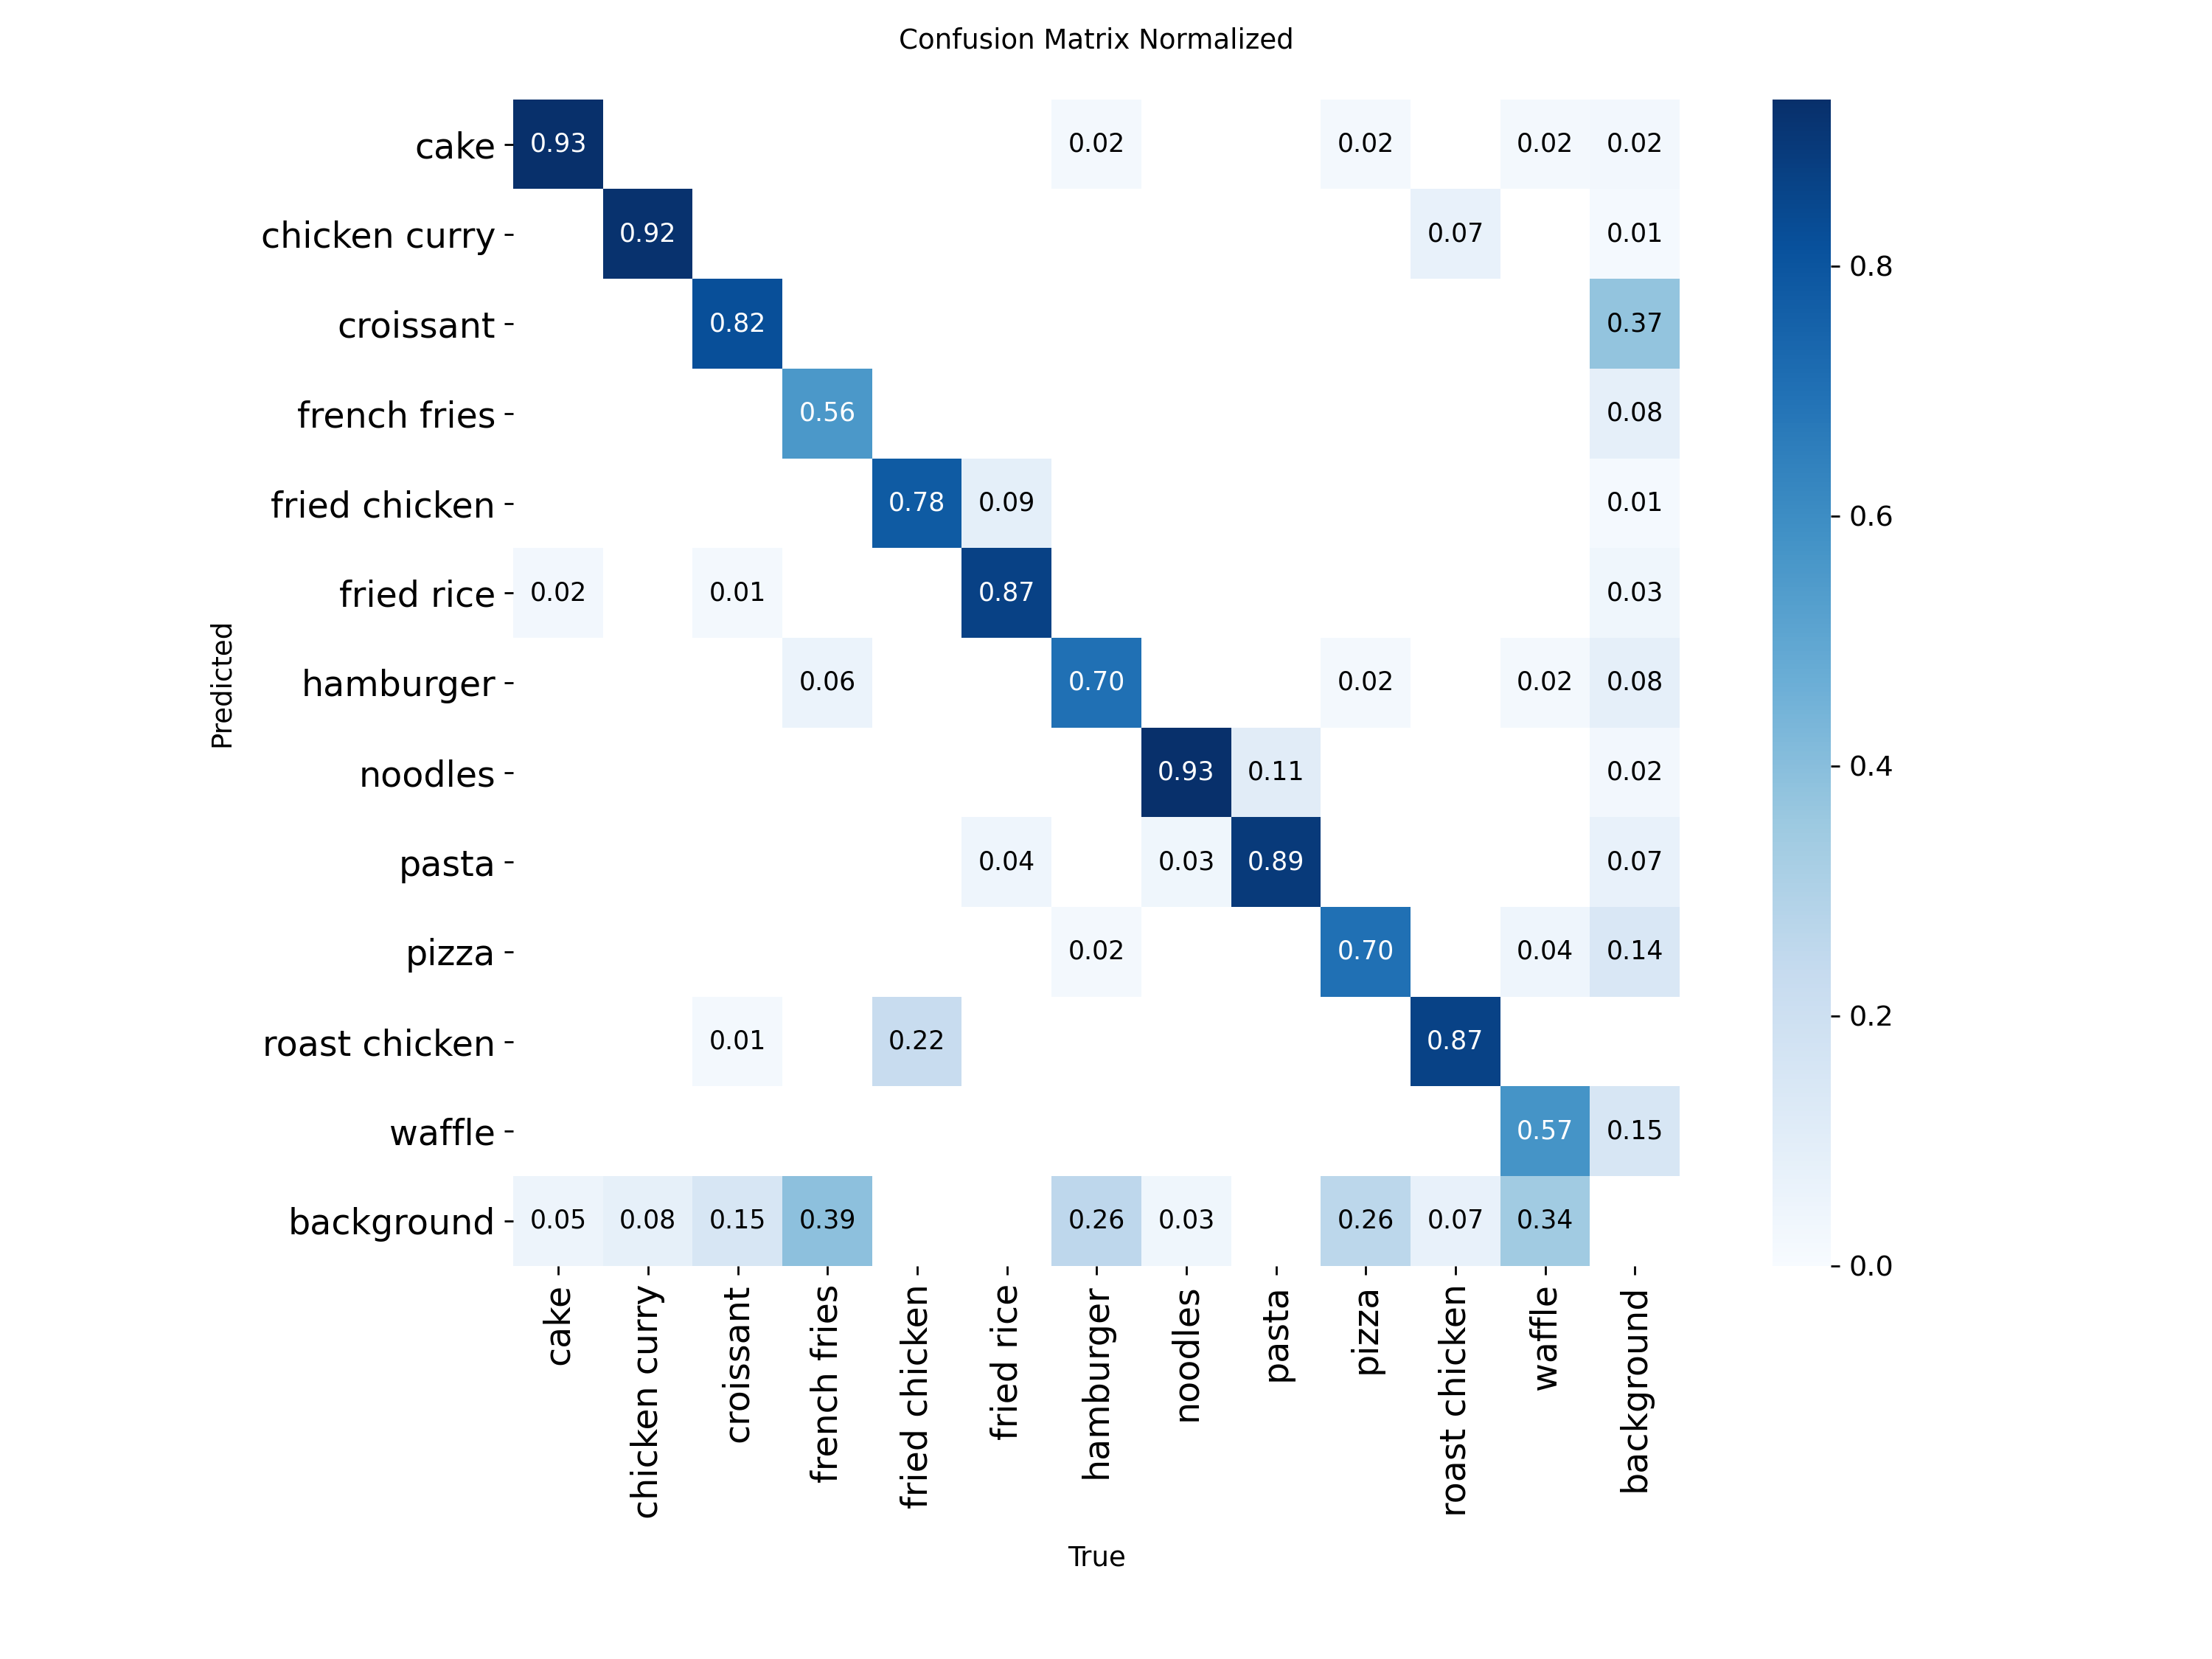 Confusion Matrix Normalized
cake 0.93 0.02 0.02 0.02 0.02
chicken curry 0.92 0.07 0.01
croissant 0.82 0.37
french fries 0.56 0.08
fried chicken 0.78 0.09 0.01
fried rice 0.02 0.01 0.87 0.03
hamburger 0.06 0.70 0.02 0.02 0.08
noodles 0.93 0.11 0.02
pasta 0.04 0.03 0.89 0.07
pizza 0.02 0.70 0.04 0.14
roast chicken 0.01 0.22 0.87
waffle 0.57 0.15
background 0.05 0.08 0.15 0.39 0.26 0.03 0.26 0.07 0.34
Predicted
cake
chicken curry
croissant
french fries
fried chicken
fried rice
hamburger
noodles
pasta
pizza
roast chicken
waffle
background
True
0.8
0.6
0.4
0.2
0.0